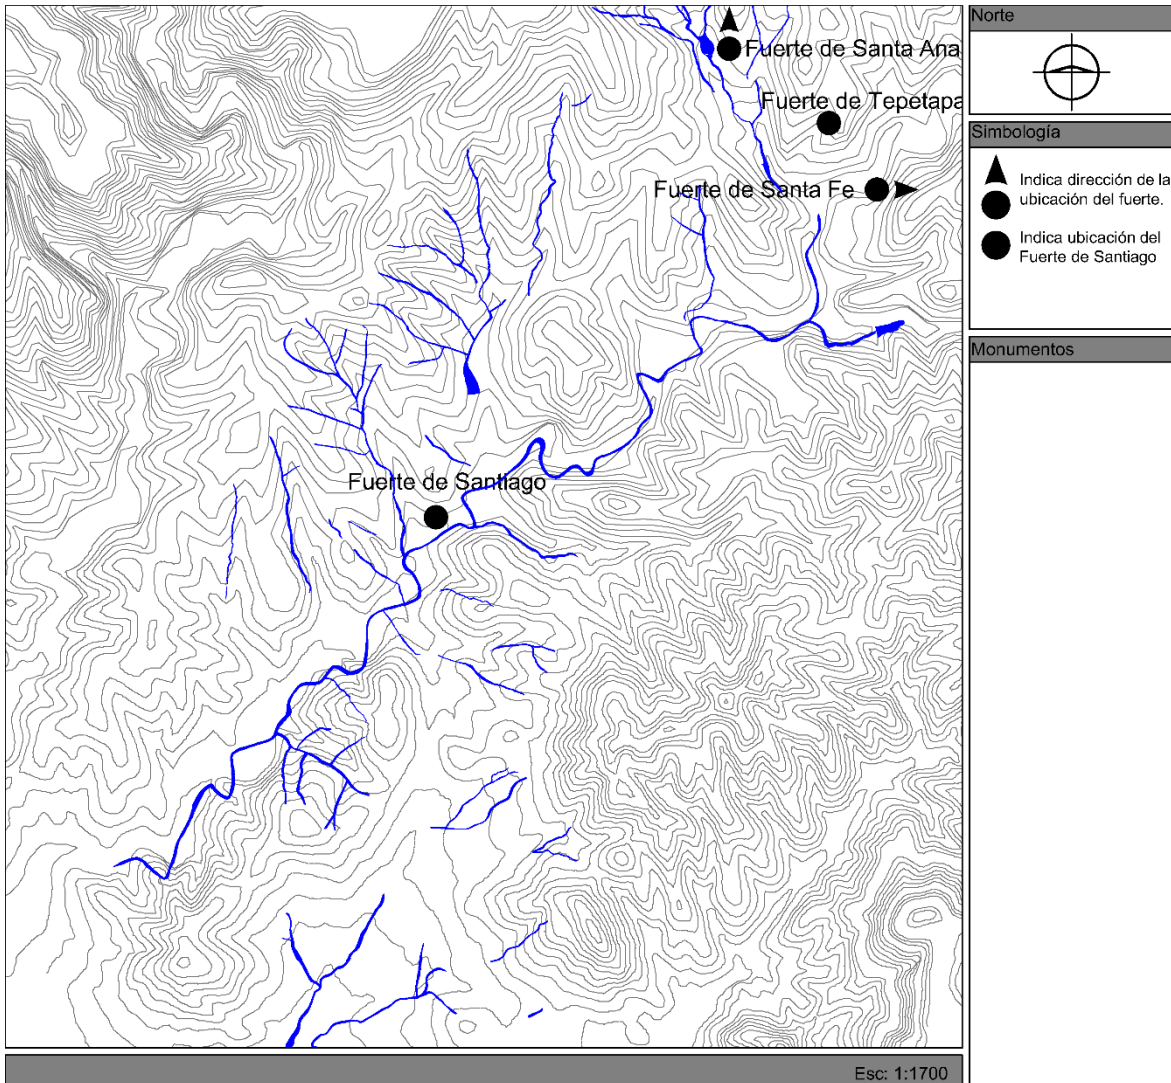 Fuerte de Santa Ana
Fuerte de Tepetapa
Fuerte de Santa Fe
Fuerte de Santiago
Norte
Simbología
Indica dirección de la
ubicación del fuerte.
Indica ubicación del
Fuerte de Santiago
Monumentos
Esc: 1:1700